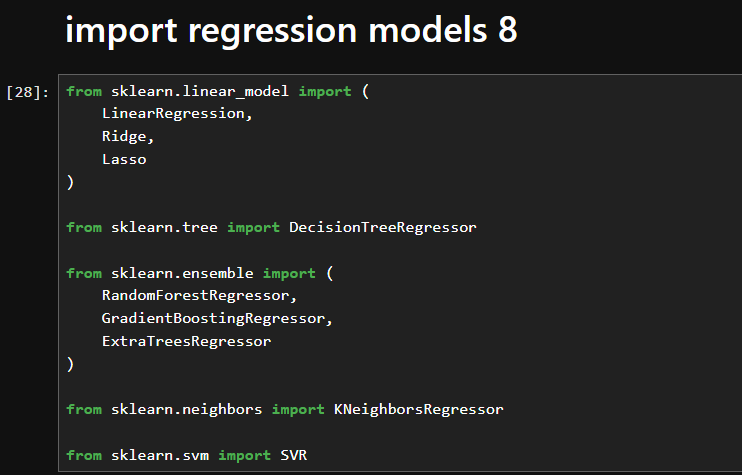 import regression models 8
[28]:
from sklearn.linear_model import (
    LinearRegression,
    Ridge,
    Lasso
)
from sklearn.tree import DecisionTreeRegressor
from sklearn.ensemble import (
    RandomForestRegressor,
    GradientBoostingRegressor,
    ExtraTreesRegressor
)
from sklearn.neighbors import KNeighborsRegressor
from sklearn.svm import SVR